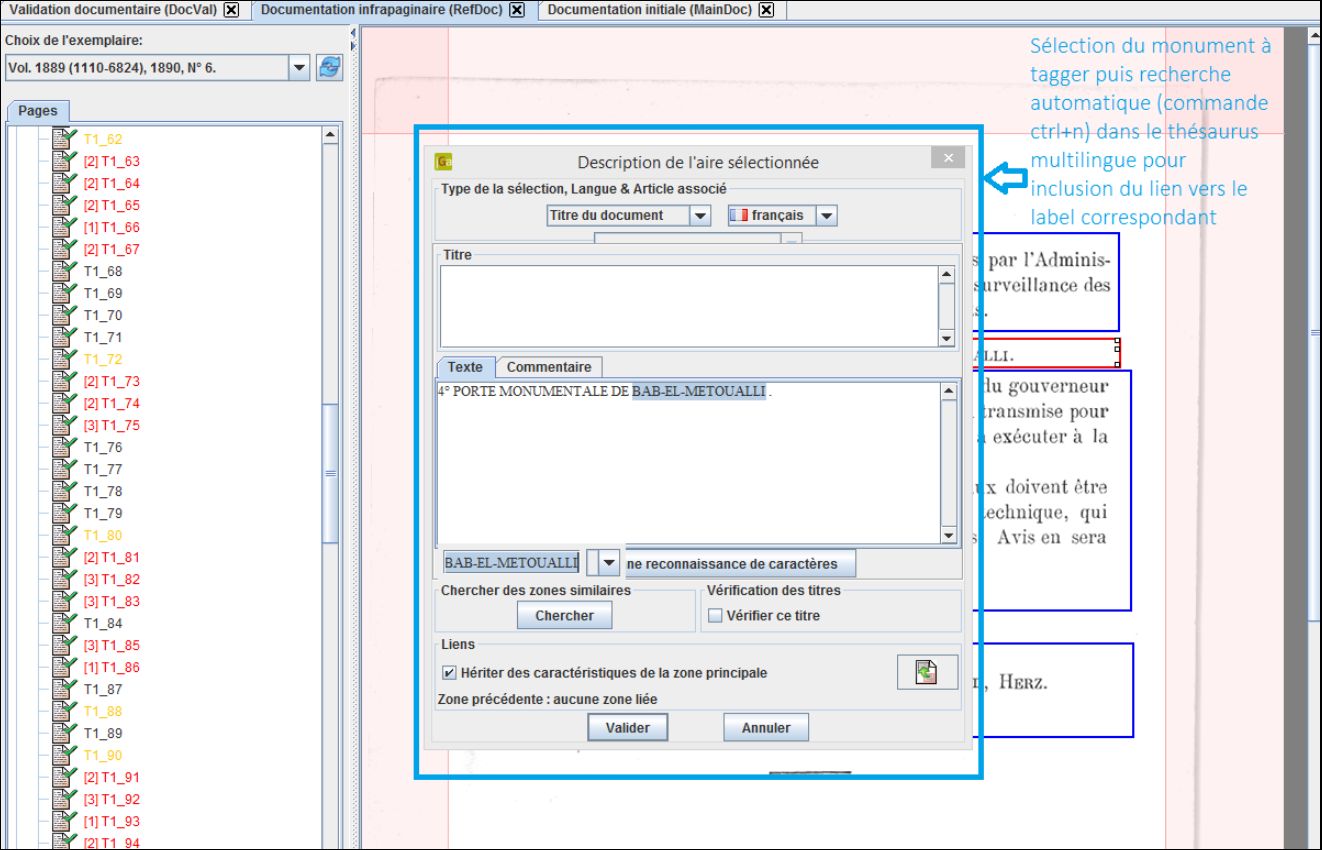 Validation documentaire (DocVal)
Documentation infrapaginaire (RefDoc)
Documentation initiale (MainDoc)
Choix de l'exemplaire:
Vol. 1889 (1110-6824), 1890, N° 6.
Pages
T1_62
[2] T1_63
[2] T1_64
[2] T1_65
[1] T1_66
[2] T1_67
T1_68
T1_69
T1_70
T1_71
T1_72
[2] T1_73
[2] T1_74
[3] T1_75
T1_76
T1_77
T1_78
T1_79
T1_80
[2] T1_81
[3] T1_82
[3] T1_83
T1_84
[3] T1_85
[1] T1_86
T1_87
T1_88
T1_89
T1_90
[2] T1_91
[3] T1_92
[1] T1_93
[2] T1_94
Description de l'aire sélectionnée
Type de la sélection, Langue & Article associé
Titre du document
français
Titre
Texte
Commentaire
4° PORTE MONUMENTALE DE BAB-EL-METOUALLI .
BAB-EL-METOUALLI
ne reconnaissance de caractères
Chercher des zones similaires
Chercher
Vérification des titres
Vérifier ce titre
Liens
Hériter des caractéristiques de la zone principale
Zone précédente : aucune zone liée
Valider
Annuler
Sélection du monument à
tagger puis recherche
automatique (commande
ctrl+n) dans le thésaurus
multilingue pour
inclusion du lien vers le
label correspondant
par l'Adminis-
surveillance des
ALLI.
du gouverneur
transmise pour
à exécuter à la
doivent être
technique, qui
Avis en sera
, HERZ.